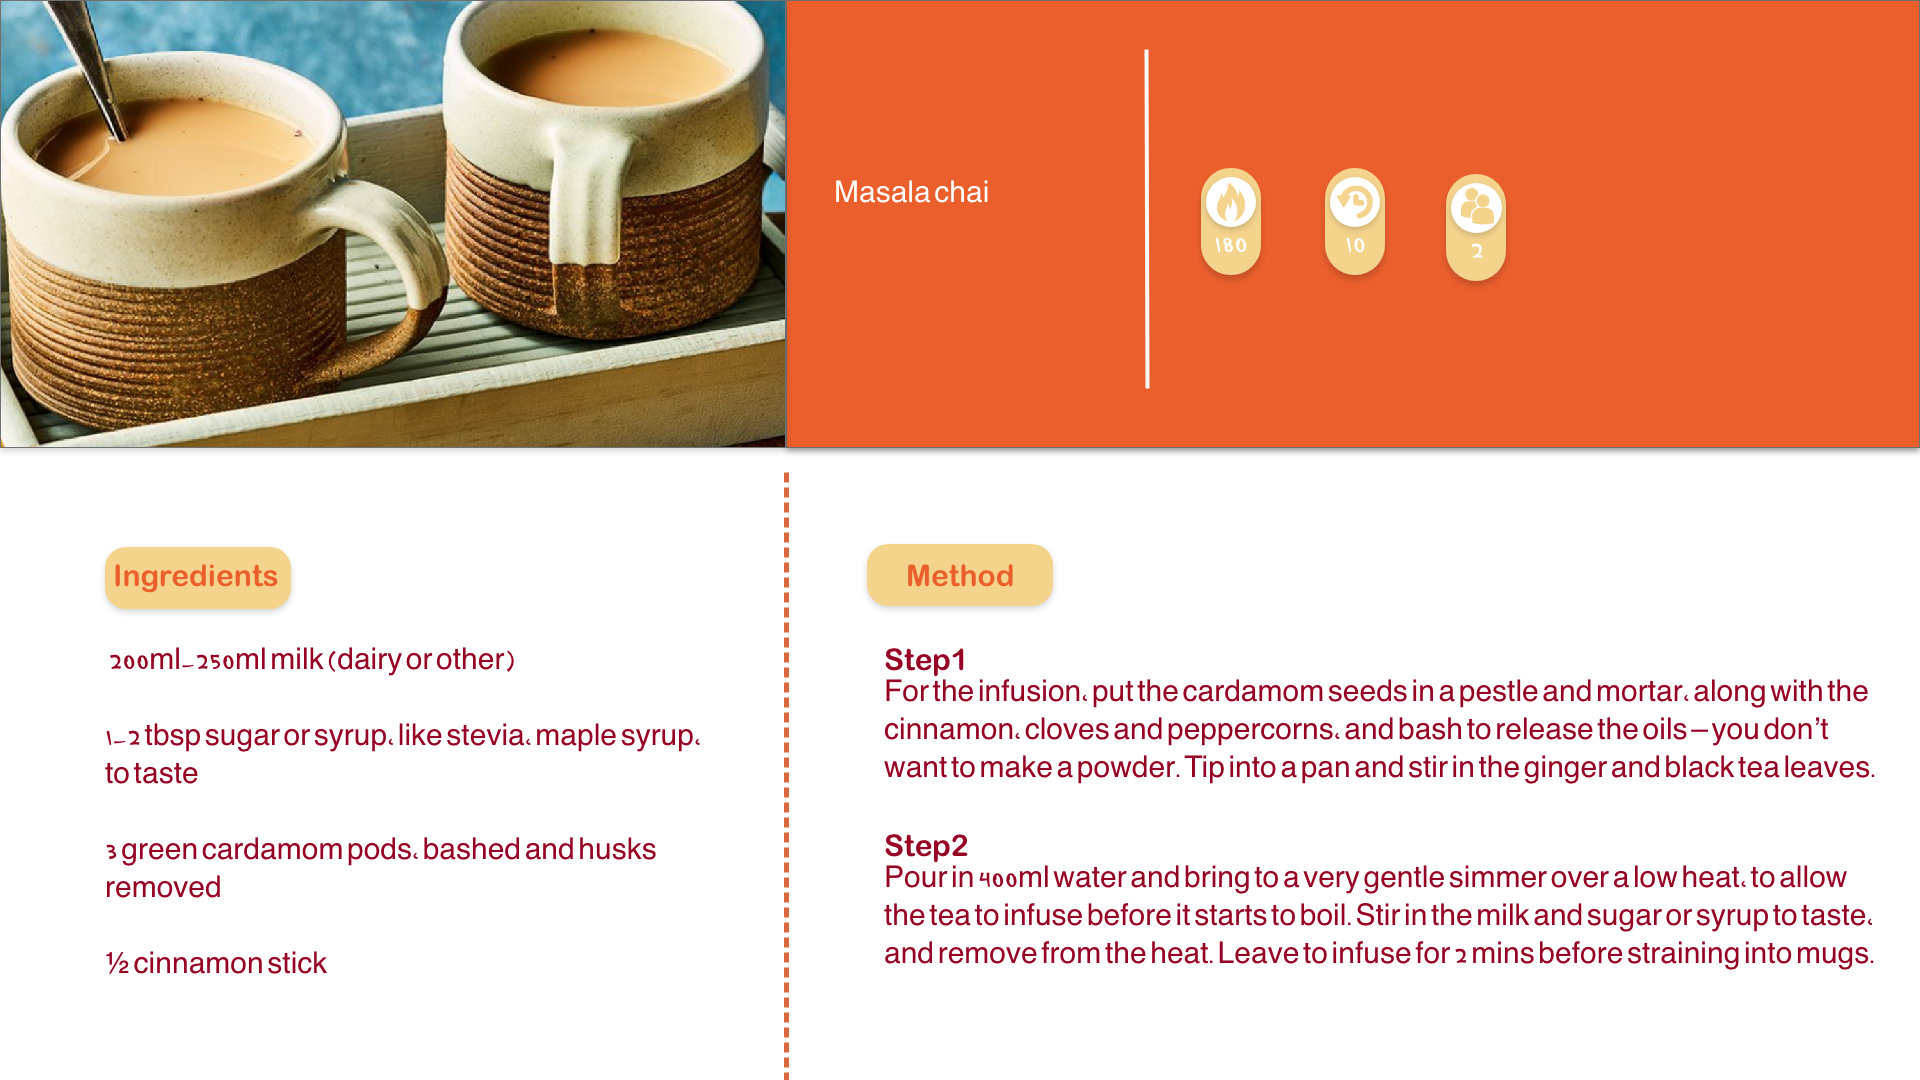 Masala chai
180
10
2
Ingredients
200ml–250ml milk (dairy or other)
1–2 tbsp sugar or syrup، like stevia، maple syrup،
to taste
3 green cardamom pods، bashed and husks
removed
½ cinnamon stick
Method
Step1
For the infusion، put the cardamom seeds in a pestle and mortar، along with the
cinnamon، cloves and peppercorns، and bash to release the oils – you don’t
want to make a powder. Tip into a pan and stir in the ginger and black tea leaves.
Step2
Pour in 400ml water and bring to a very gentle simmer over a low heat، to allow
the tea to infuse before it starts to boil. Stir in the milk and sugar or syrup to taste،
and remove from the heat. Leave to infuse for 2 mins before straining into mugs.